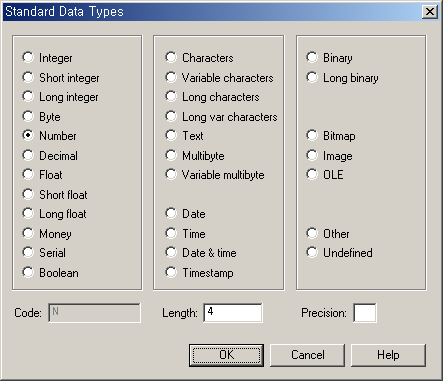 Standard Data Types
Integer
Short integer
Long integer
Byte
Number
Decimal
Float
Short float
Long float
Money
Serial
Boolean
Characters
Variable characters
Long characters
Long var characters
Text
Multibyte
Variable multibyte
Date
Time
Date & time
Timestamp
Binary
Long binary
Bitmap
Image
OLE
Other
Undefined
Code: N Length: 4 Precision:
OK Cancel Help